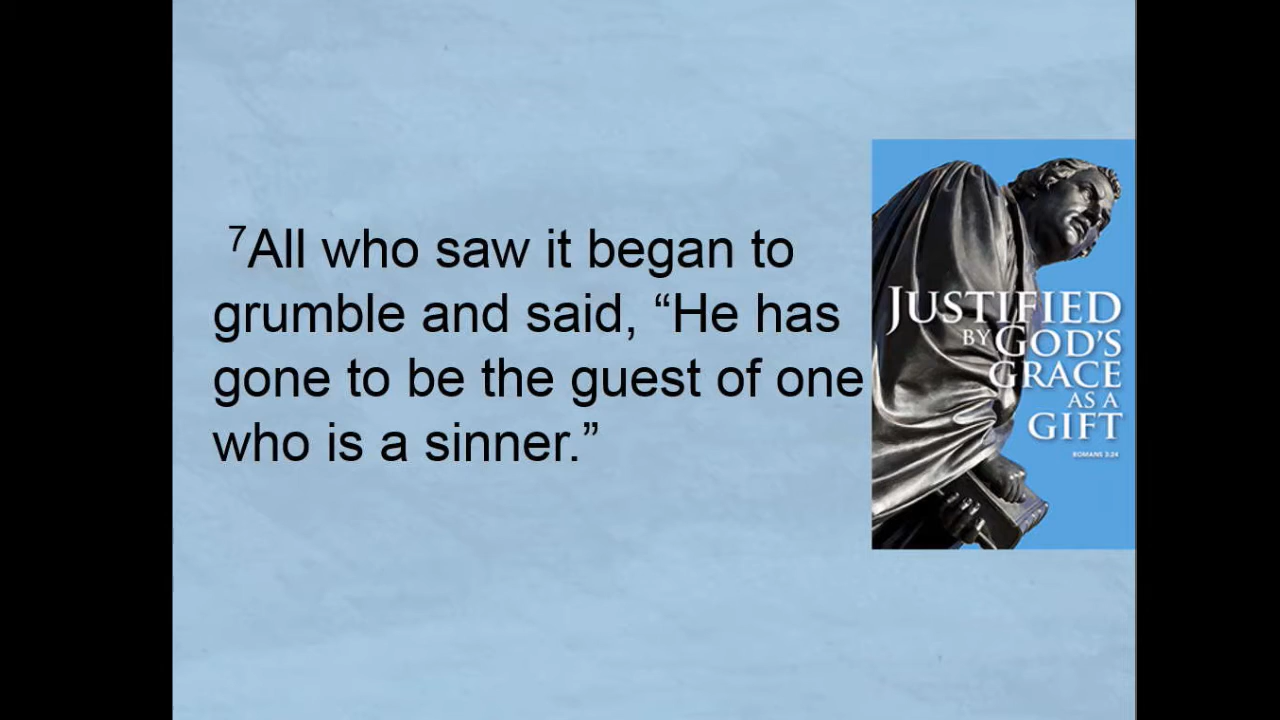 7All who saw it began to
grumble and said, “He has
gone to be the guest of one
who is a sinner.”
JUSTIFIED
BY GOD’S
GRACE
AS A
GIFT
ROMANS 3:24